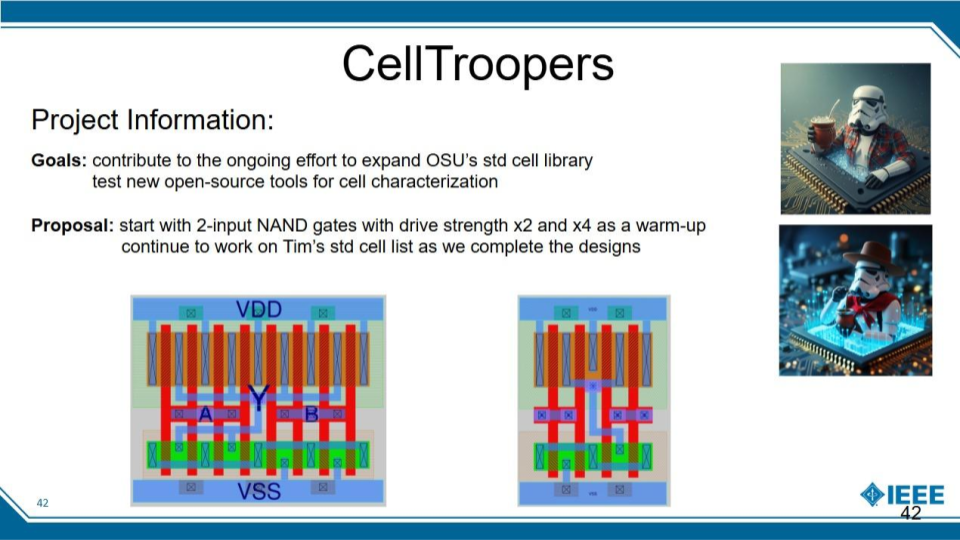 CellTroopers
Project Information:
Goals: contribute to the ongoing effort to expand OSU's std cell library
test new open-source tools for cell characterization
Proposal: start with 2-input NAND gates with drive strength x2 and x4 as a warm-up
continue to work on Tim's std cell list as we complete the designs
VDD
Y
A
B
VSS
42
IEEE
42